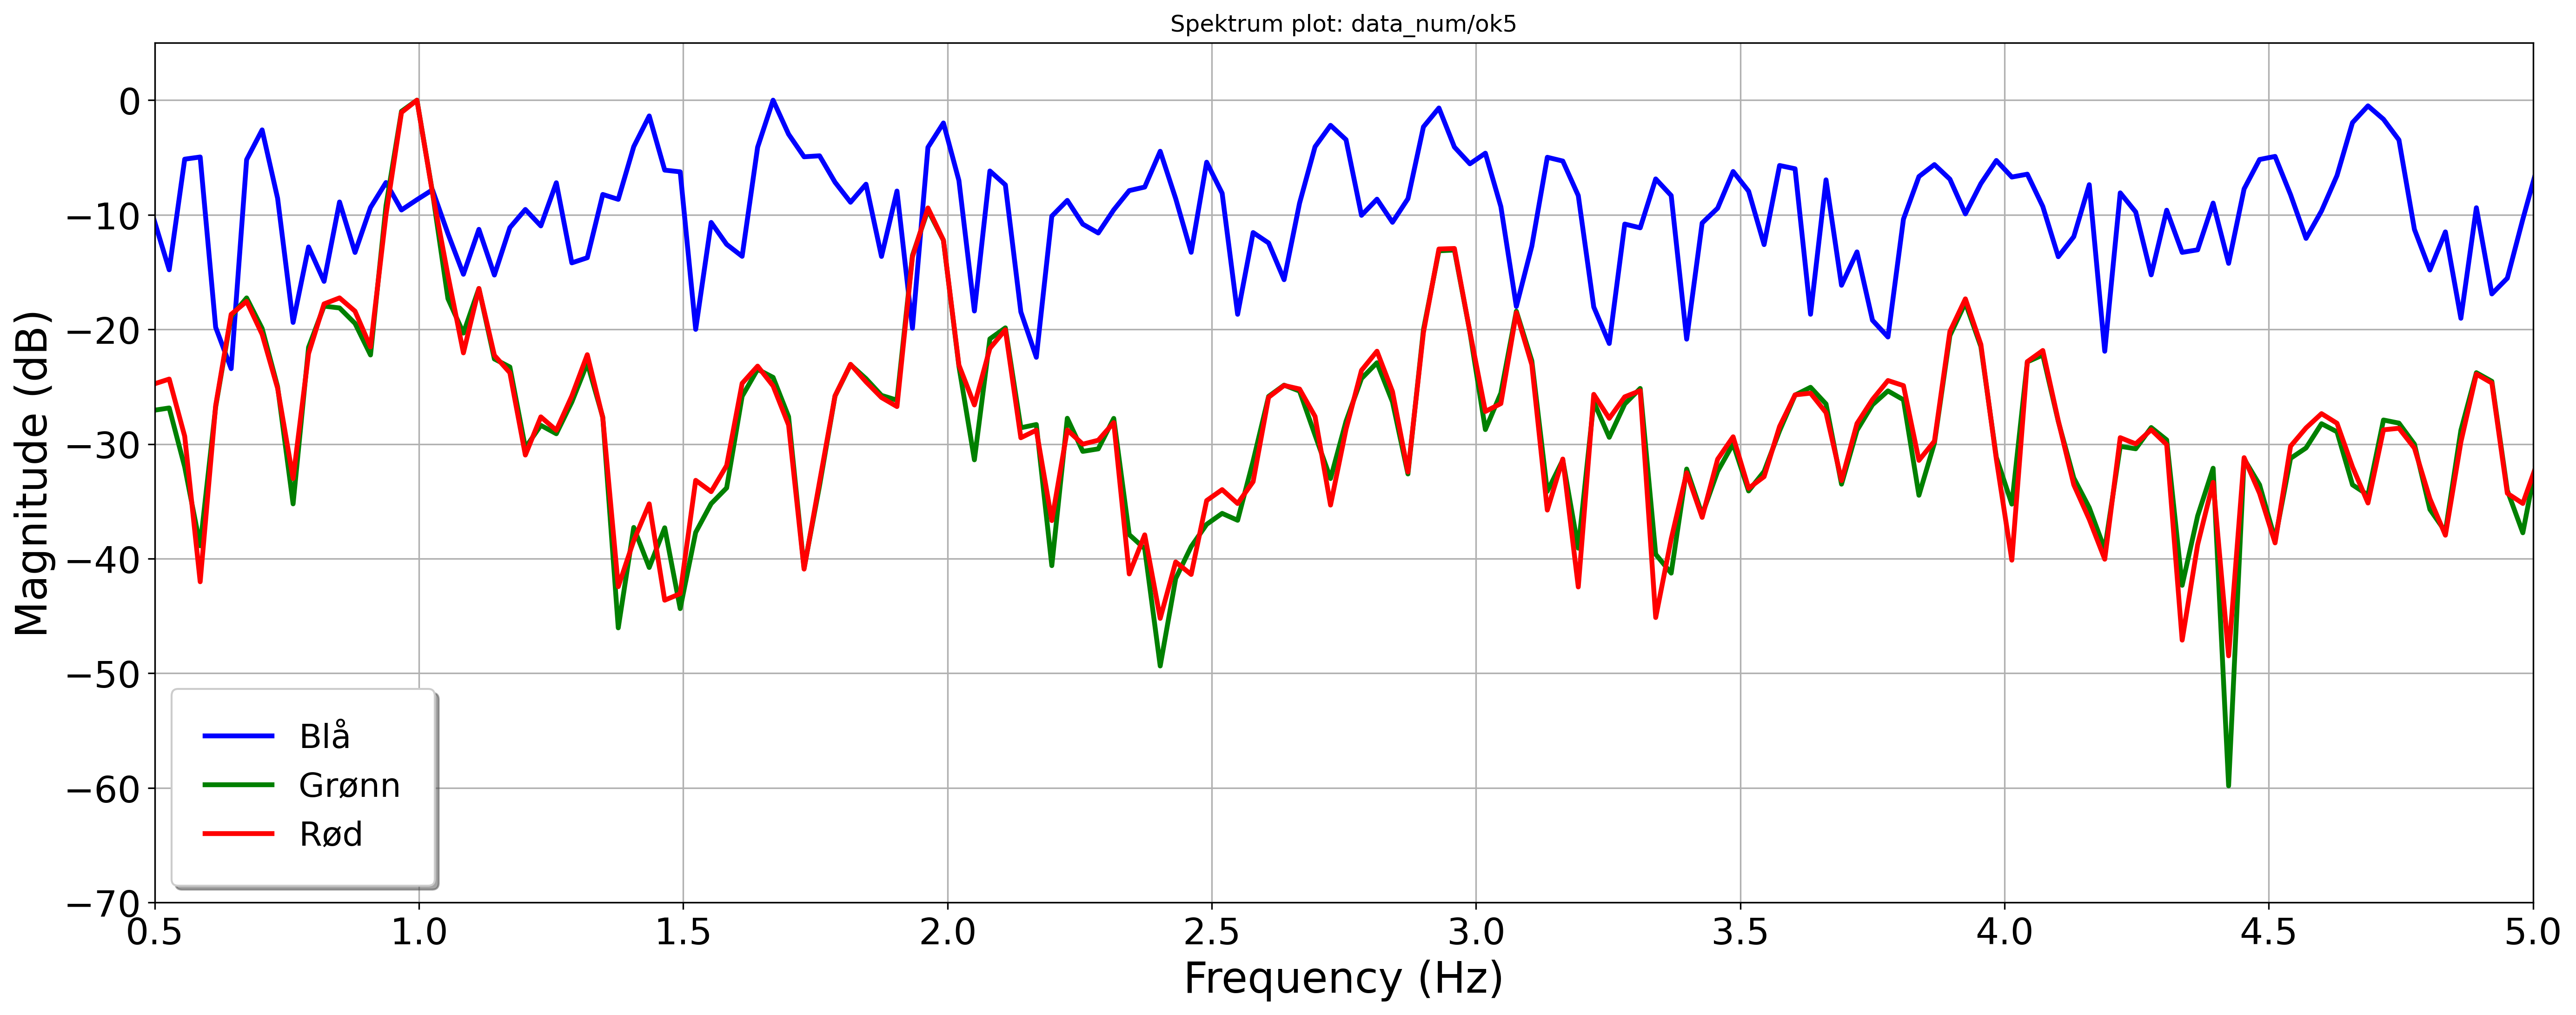 Spektrum plot: data_num/ok5
Magnitude (dB)
0
−10
−20
−30
−40
−50
−60
−70
Blå
Grønn
Rød
0.5 1.0 1.5 2.0 2.5 3.0 3.5 4.0 4.5 5.0
Frequency (Hz)